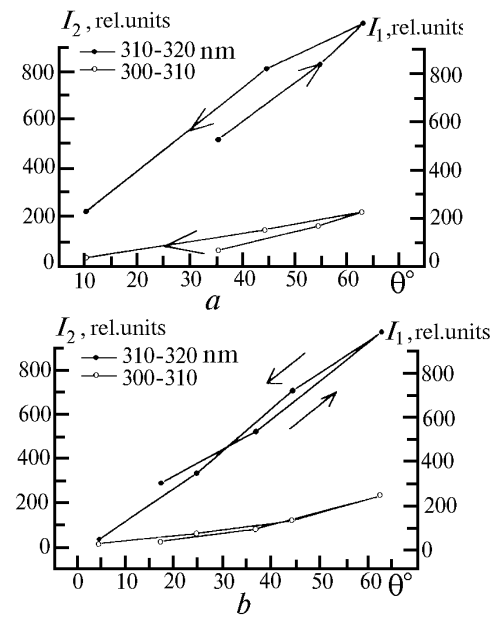 I₂, rel.units I₁, rel.units
310-320 nm
300-310
800 800
600 600
400 400
200 200
0 0
10 20 30 40 50 60 θ°
a
I₂, rel.units I₁, rel.units
310-320 nm
300-310
800 800
600 600
400 400
200 200
0 0
0 10 20 30 40 50 60 θ°
b